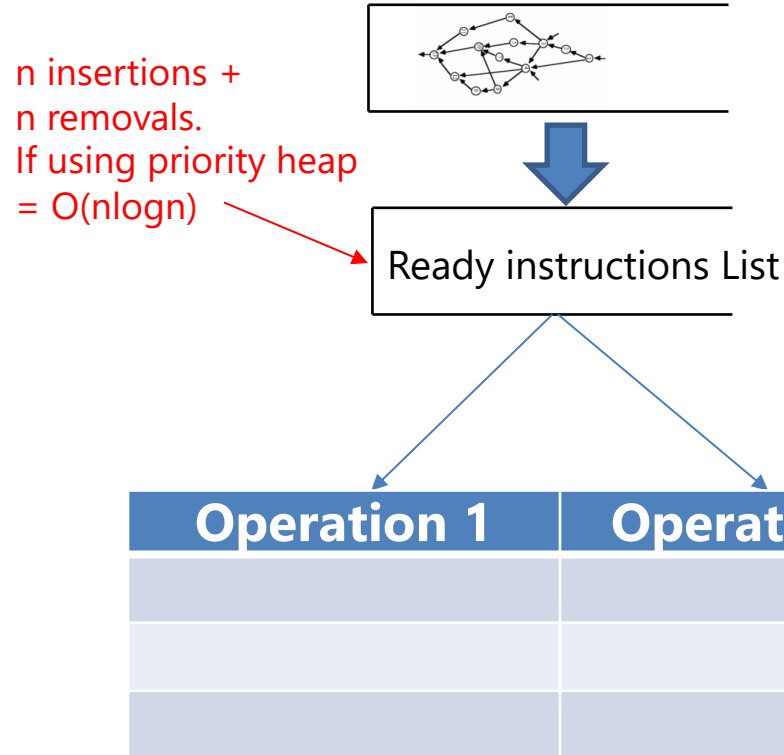 n insertions +
n removals.
If using priority heap
= O(nlogn)
Ready instructions List
Operation 1 Operat